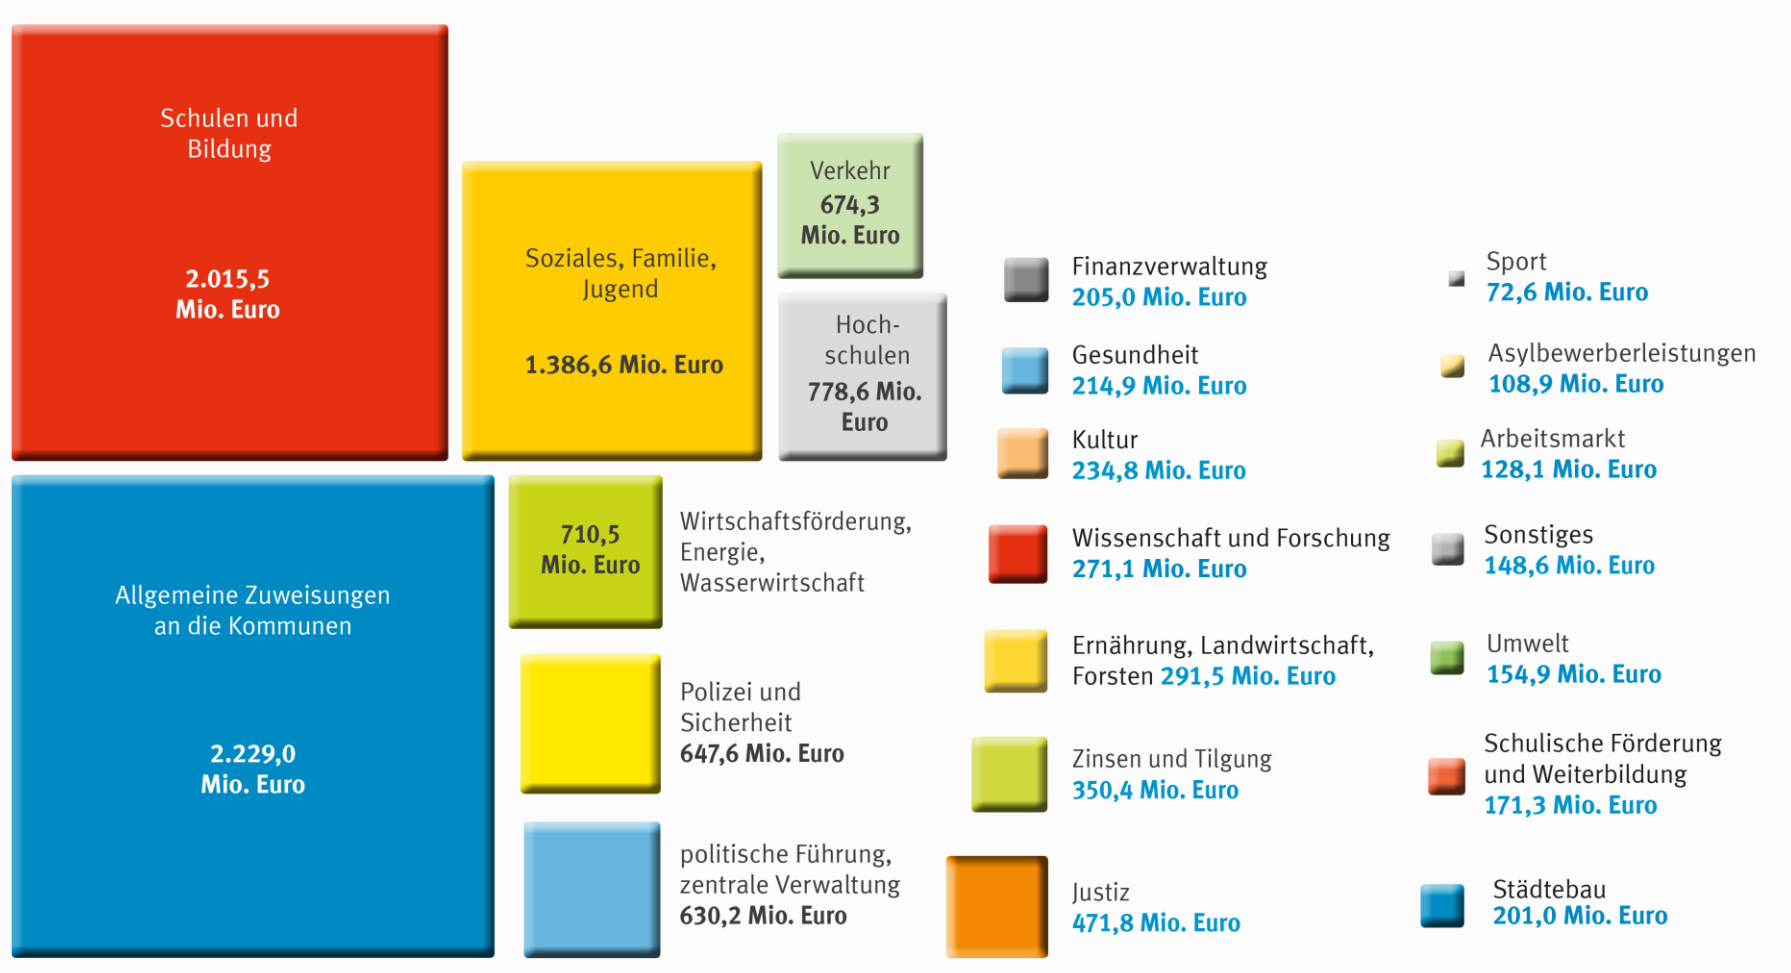 Schulen und
Bildung
2.015,5
Mio. Euro
Soziales, Familie,
Jugend
1.386,6 Mio. Euro
Verkehr
674,3
Mio. Euro
Hoch-
schulen
778,6 Mio.
Euro
Allgemeine Zuweisungen
an die Kommunen
2.229,0
Mio. Euro
710,5
Mio. Euro
Wirtschaftsförderung,
Energie,
Wasserwirtschaft
Polizei und
Sicherheit
647,6 Mio. Euro
politische Führung,
zentrale Verwaltung
630,2 Mio. Euro
Finanzverwaltung
205,0 Mio. Euro
Gesundheit
214,9 Mio. Euro
Kultur
234,8 Mio. Euro
Wissenschaft und Forschung
271,1 Mio. Euro
Ernährung, Landwirtschaft,
Forsten 291,5 Mio. Euro
Zinsen und Tilgung
350,4 Mio. Euro
Justiz
471,8 Mio. Euro
Sport
72,6 Mio. Euro
Asylbewerberleistungen
108,9 Mio. Euro
Arbeitsmarkt
128,1 Mio. Euro
Sonstiges
148,6 Mio. Euro
Umwelt
154,9 Mio. Euro
Schulische Förderung
und Weiterbildung
171,3 Mio. Euro
Städtebau
201,0 Mio. Euro